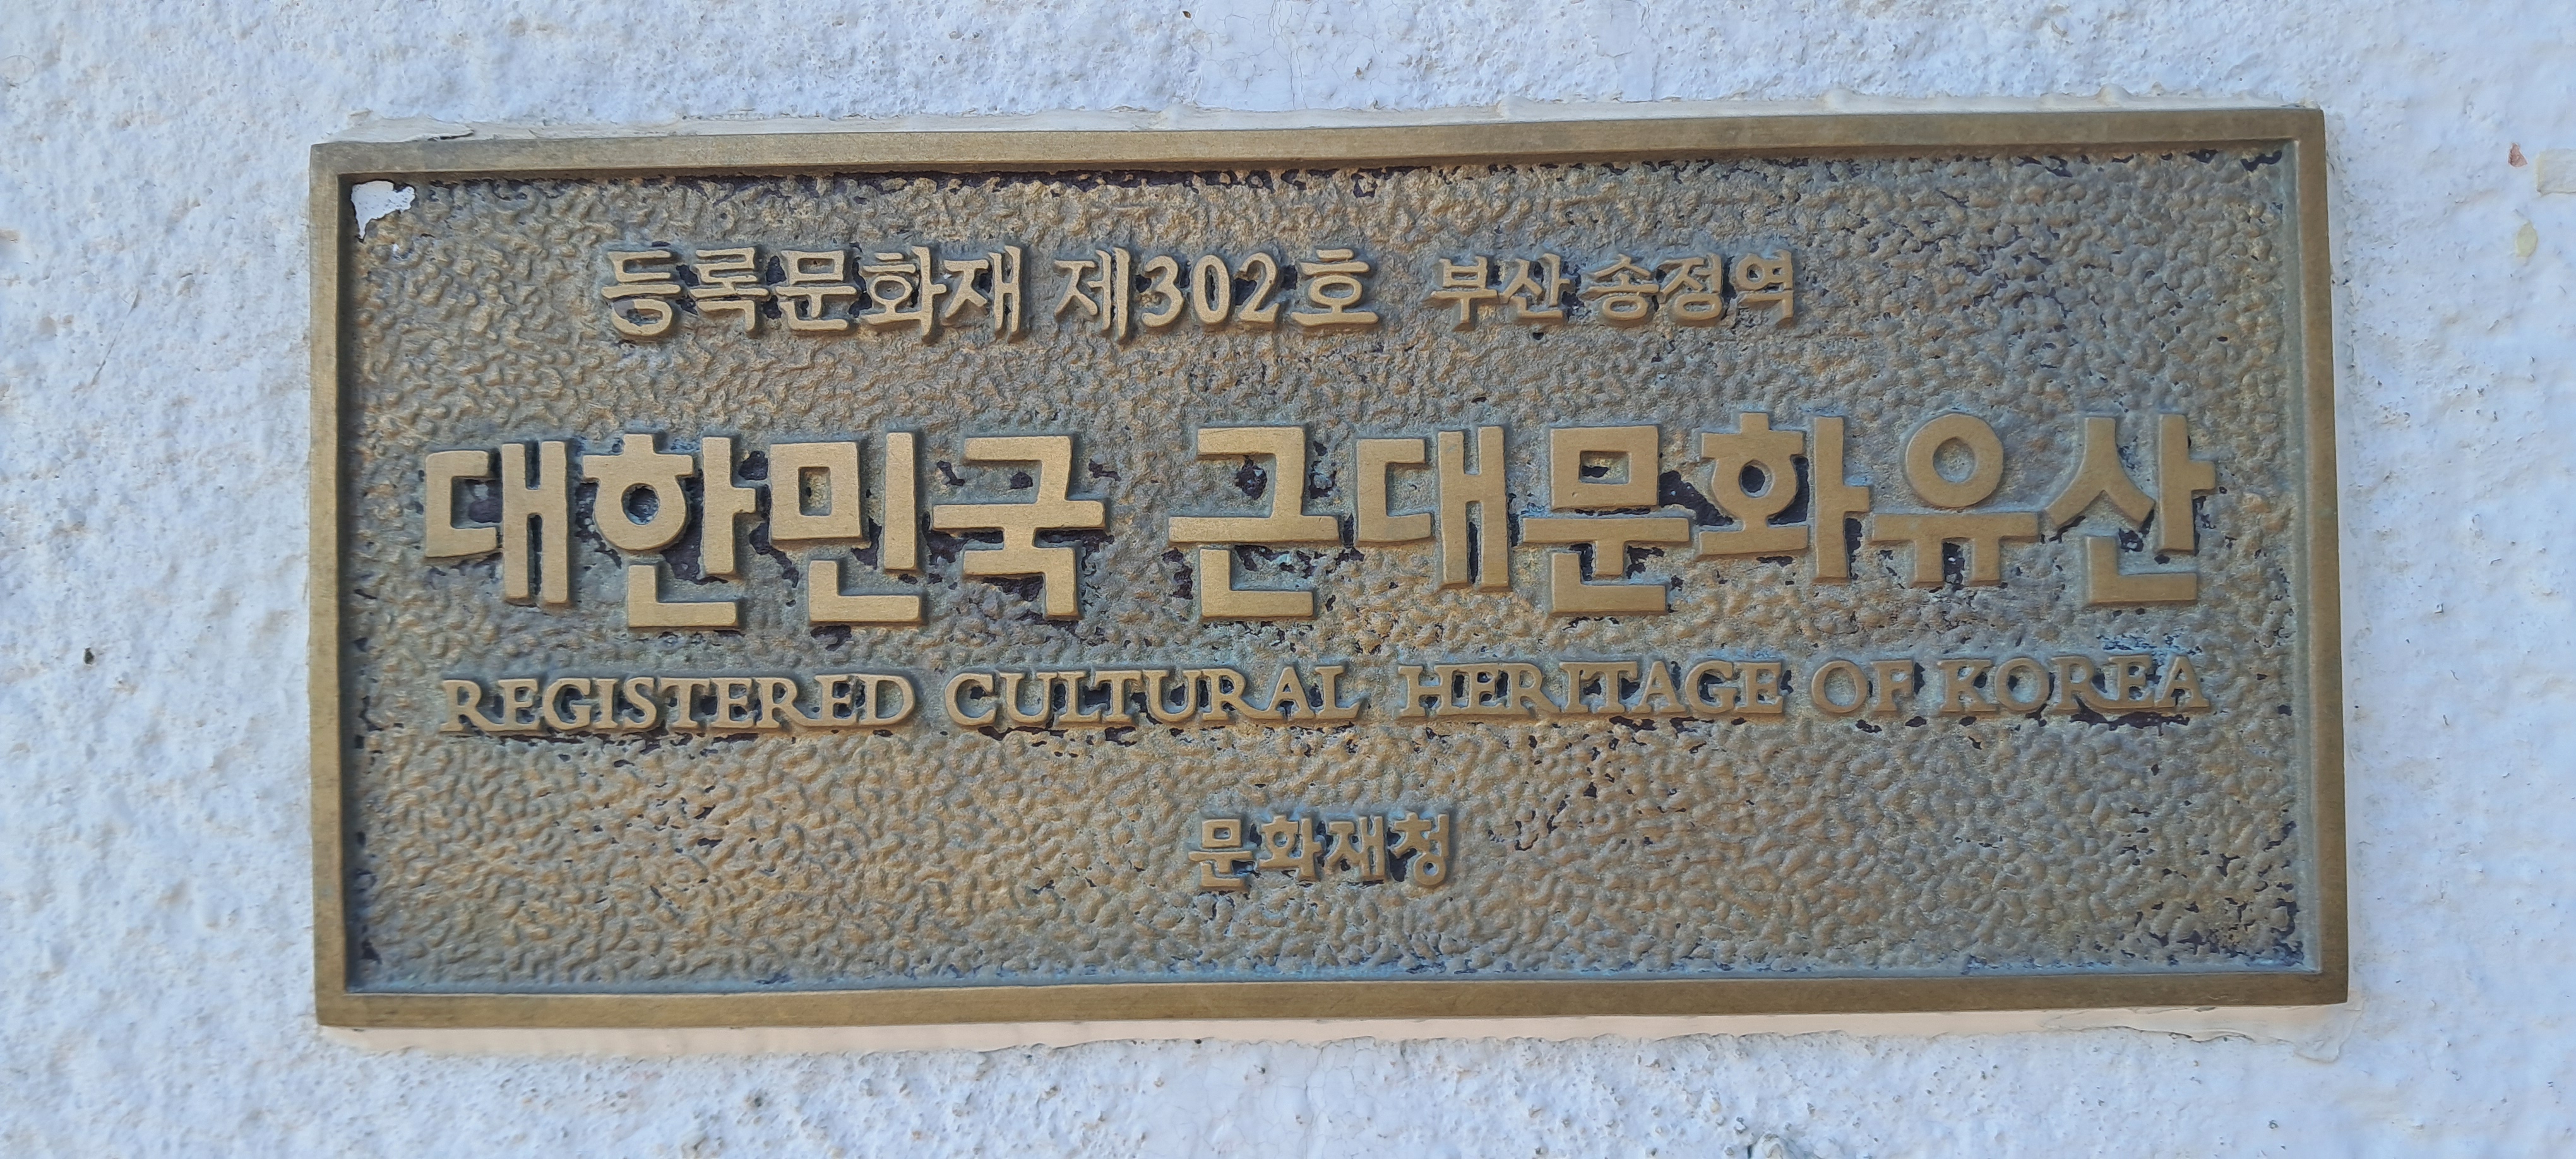 등록문화재 제302호 부산 송정역
대한민국 근대문화유산
REGISTERED CULTURAL HERITAGE OF KOREA
문화재청